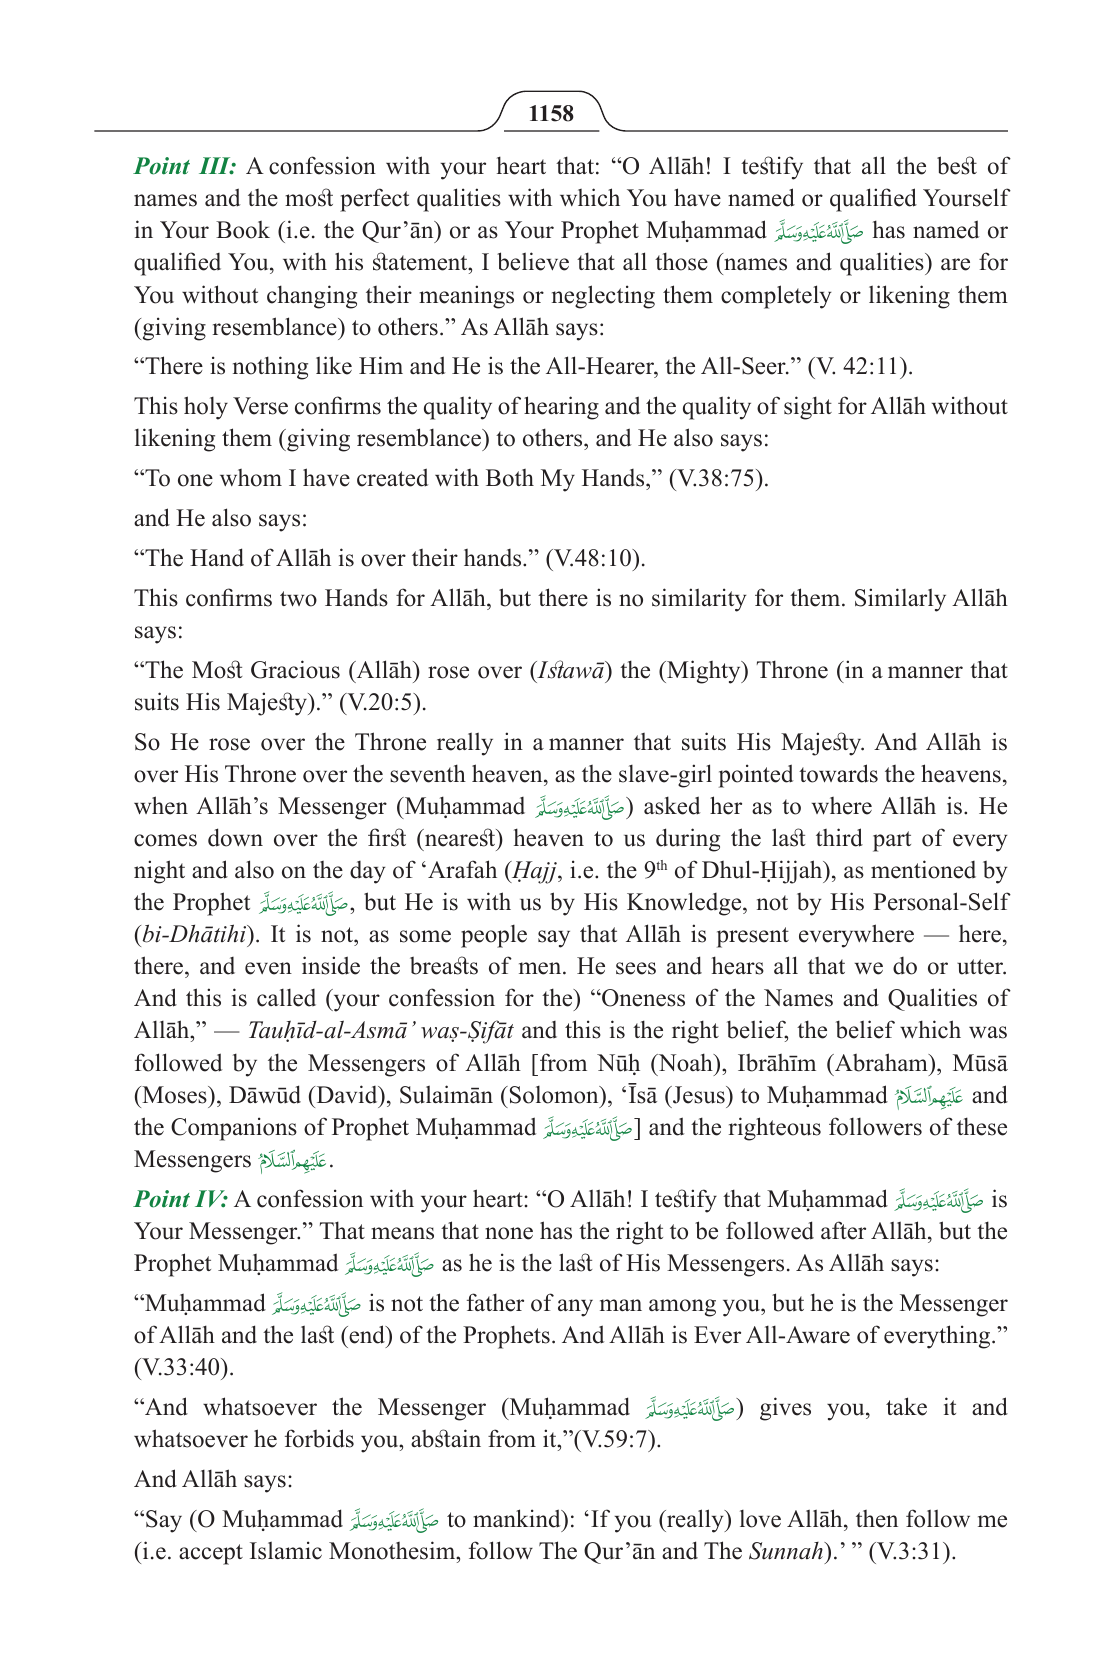 1158
Point III: A confession with your heart that: “O Allāh! I testify that all the best of
names and the most perfect qualities with which You have named or qualified Yourself
in Your Book (i.e. the Qur’ān) or as Your Prophet Muḥammad صَلَّى اللَّهُ عَلَيْهِ وَسَلَّمَ has named or
qualified You, with his statement, I believe that all those (names and qualities) are for
You without changing their meanings or neglecting them completely or likening them
(giving resemblance) to others.” As Allāh says:
“There is nothing like Him and He is the All-Hearer, the All-Seer.” (V. 42:11).
This holy Verse confirms the quality of hearing and the quality of sight for Allāh without
likening them (giving resemblance) to others, and He also says:
“To one whom I have created with Both My Hands,” (V.38:75).
and He also says:
“The Hand of Allāh is over their hands.” (V.48:10).
This confirms two Hands for Allāh, but there is no similarity for them. Similarly Allāh
says:
“The Most Gracious (Allāh) rose over (Istawā) the (Mighty) Throne (in a manner that
suits His Majesty).” (V.20:5).
So He rose over the Throne really in a manner that suits His Majesty. And Allāh is
over His Throne over the seventh heaven, as the slave-girl pointed towards the heavens,
when Allāh’s Messenger (Muḥammad صَلَّى اللَّهُ عَلَيْهِ وَسَلَّمَ) asked her as to where Allāh is. He
comes down over the first (nearest) heaven to us during the last third part of every
night and also on the day of ‘Arafah (Ḥajj, i.e. the 9th of Dhul-Ḥijjah), as mentioned by
the Prophet صَلَّى اللَّهُ عَلَيْهِ وَسَلَّمَ, but He is with us by His Knowledge, not by His Personal-Self
(bi-Dhātihi). It is not, as some people say that Allāh is present everywhere — here,
there, and even inside the breasts of men. He sees and hears all that we do or utter.
And this is called (your confession for the) “Oneness of the Names and Qualities of
Allāh,” — Tauḥīd-al-Asmā’ waṣ-Ṣifāt and this is the right belief, the belief which was
followed by the Messengers of Allāh [from Nūḥ (Noah), Ibrāhīm (Abraham), Mūsā
(Moses), Dāwūd (David), Sulaimān (Solomon), ‘Īsā (Jesus) to Muḥammad عَلَيْهِمُ السَّلَامُ and
the Companions of Prophet Muḥammad صَلَّى اللَّهُ عَلَيْهِ وَسَلَّمَ] and the righteous followers of these
Messengers عَلَيْهِمُ السَّلَامُ.
Point IV: A confession with your heart: “O Allāh! I testify that Muḥammad صَلَّى اللَّهُ عَلَيْهِ وَسَلَّمَ is
Your Messenger.” That means that none has the right to be followed after Allāh, but the
Prophet Muḥammad صَلَّى اللَّهُ عَلَيْهِ وَسَلَّمَ as he is the last of His Messengers. As Allāh says:
“Muḥammad صَلَّى اللَّهُ عَلَيْهِ وَسَلَّمَ is not the father of any man among you, but he is the Messenger
of Allāh and the last (end) of the Prophets. And Allāh is Ever All-Aware of everything.”
(V.33:40).
“And whatsoever the Messenger (Muḥammad صَلَّى اللَّهُ عَلَيْهِ وَسَلَّمَ) gives you, take it and
whatsoever he forbids you, abstain from it,”(V.59:7).
And Allāh says:
“Say (O Muḥammad صَلَّى اللَّهُ عَلَيْهِ وَسَلَّمَ to mankind): ‘If you (really) love Allāh, then follow me
(i.e. accept Islamic Monothesim, follow The Qur’ān and The Sunnah).’ ” (V.3:31).